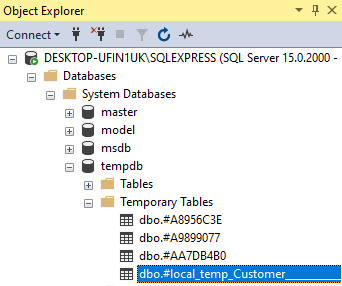 Object Explorer
Connect
DESKTOP-UFIN1UK\SQLEXPRESS (SQL Server 15.0.2000 -
Databases
System Databases
master
model
msdb
tempdb
Tables
Temporary Tables
dbo.#A8956C3E
dbo.#A9899077
dbo.#AA7DB4B0
dbo.#local_temp_Customer____________